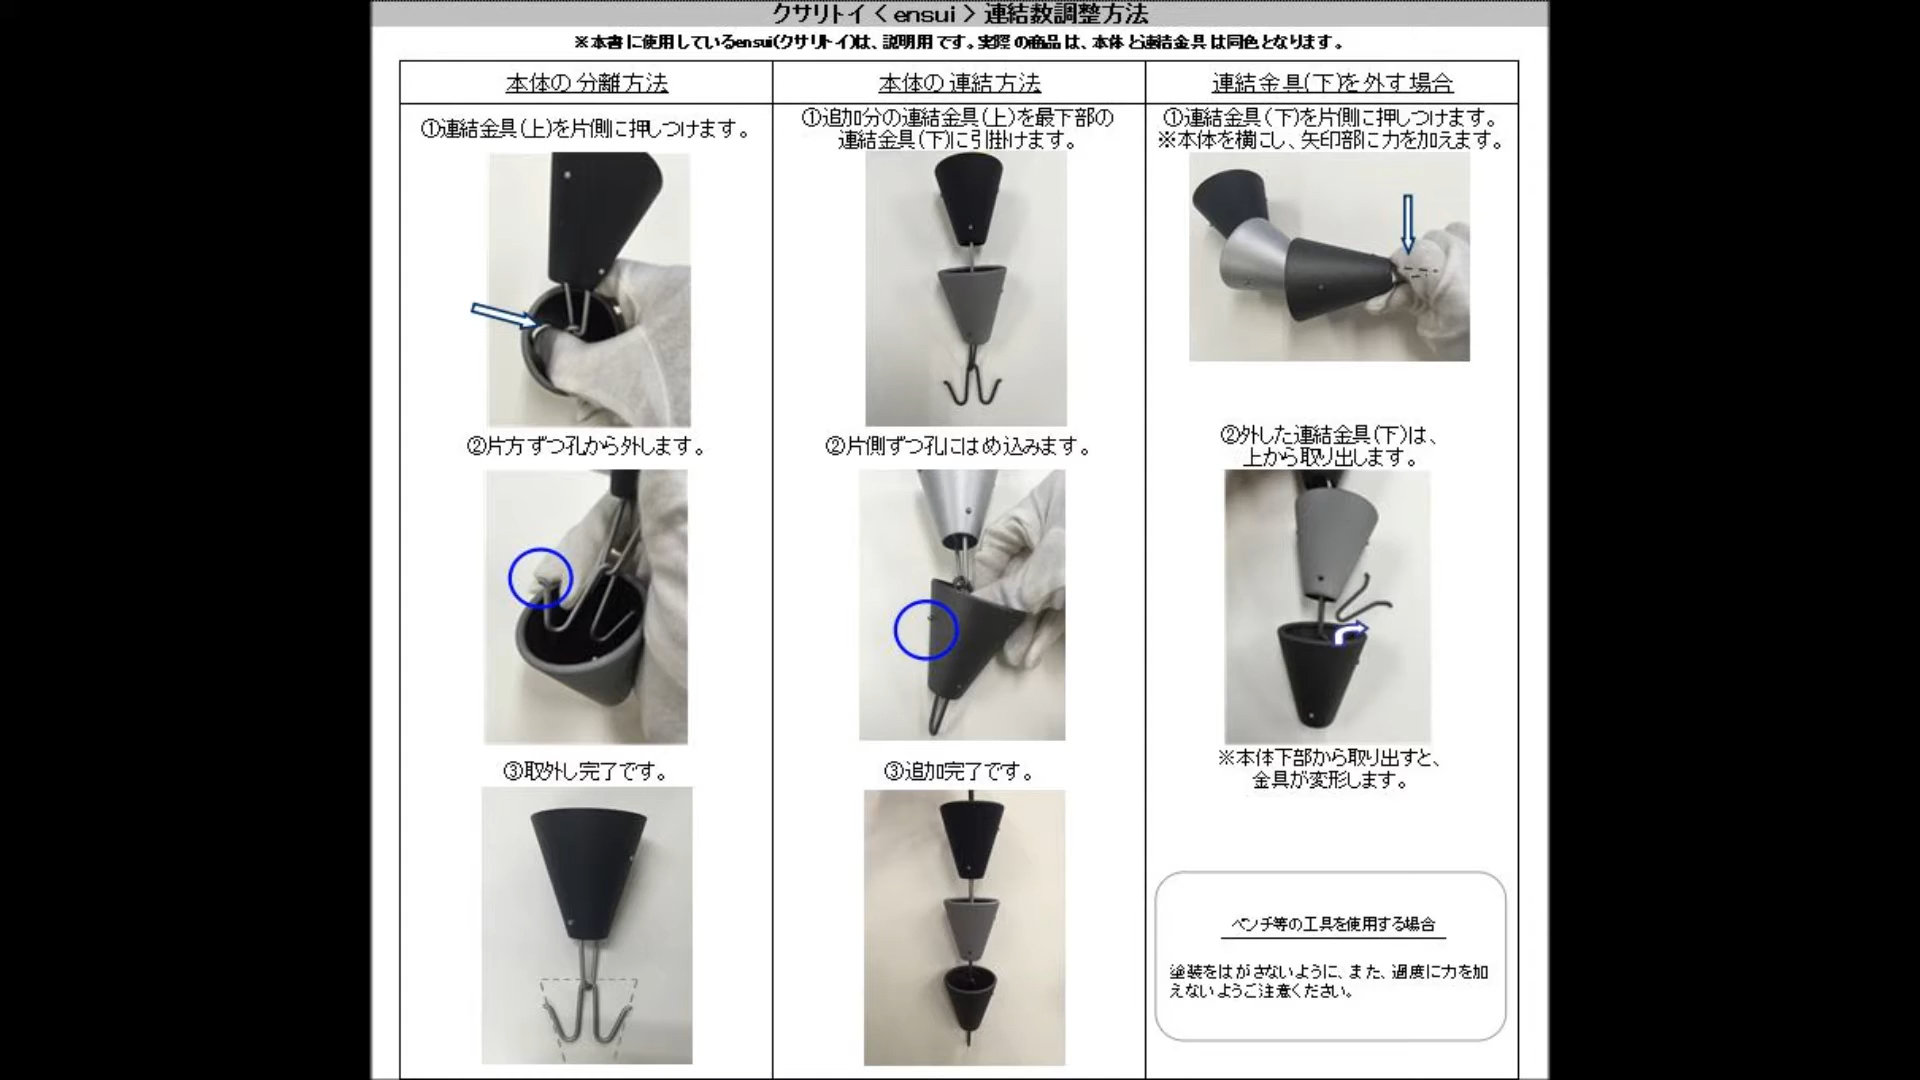 クサリトイ＜ensui＞連結数調整方法
※本書に使用しているensui(クサリトイ)は、説明用です。実際の商品は、本体と連結金具は同色となります。
本体の分離方法
①連結金具(上)を片側に押しつけます。
②片方ずつ孔から外します。
③取外し完了です。
本体の連結方法
①追加分の連結金具(上)を最下部の
連結金具(下)に引掛けます。
②片側ずつ孔にはめ込みます。
③追加完了です。
連結金具(下)を外す場合
①連結金具(下)を片側に押しつけます。
※本体を横にし、矢印部に力を加えます。
②外した連結金具(下)は、
上から取り出します。
※本体下部から取り出すと、
金具が変形します。
ペンチ等の工具を使用する場合
塗装をはがさないように、また、過度に力を加
えないようご注意ください。